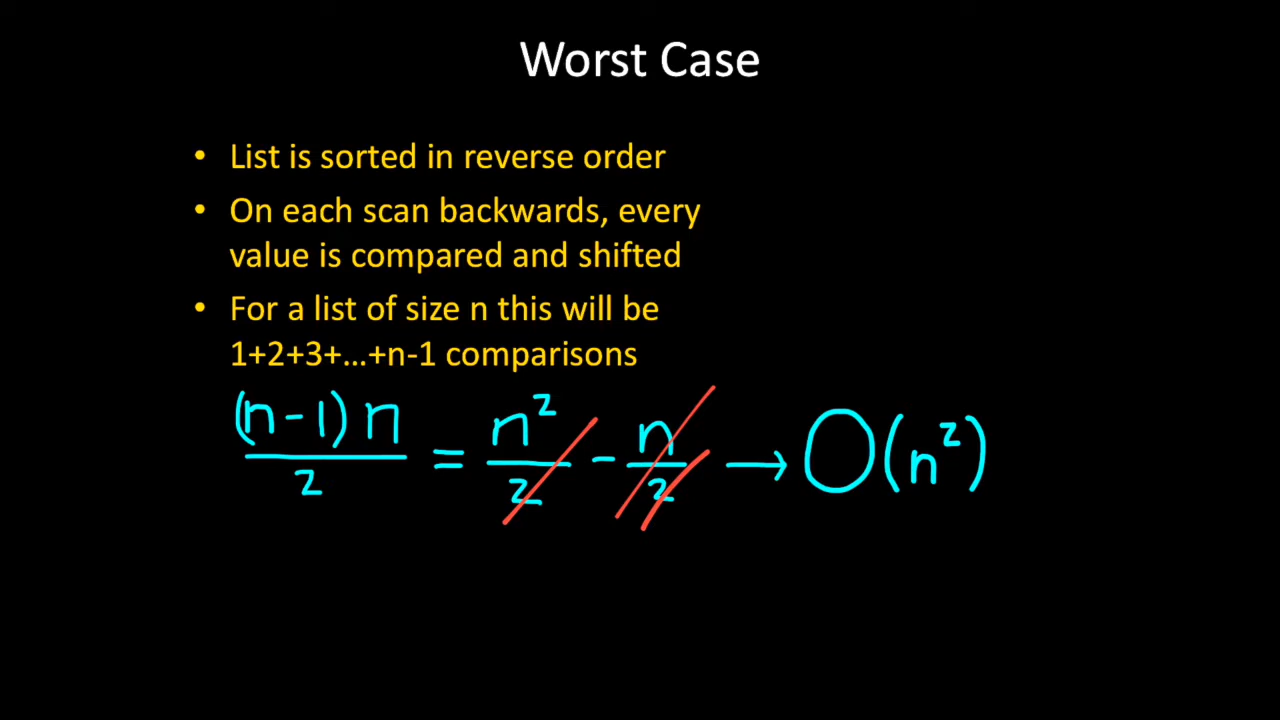 Worst Case
• List is sorted in reverse order
• On each scan backwards, every
value is compared and shifted
• For a list of size n this will be
1+2+3+...+n-1 comparisons
(n-1)n/2 = n²/2 - n/2 → O(n²)